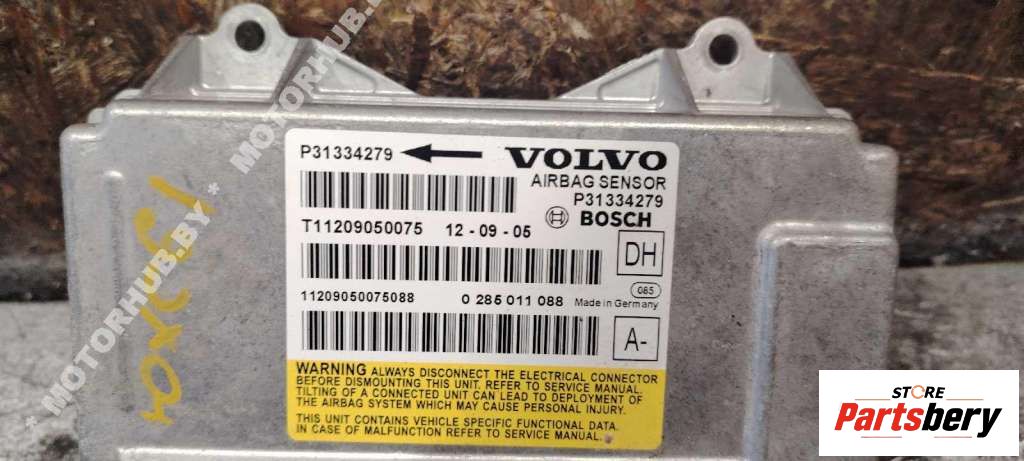 P31334279
VOLVO
AIRBAG SENSOR
P31334279
BOSCH
T11209050075 12-09-05
DH
11209050075088 0 285 011 088 Made in Germany
085
A-
WARNING ALWAYS DISCONNECT THE ELECTRICAL CONNECTOR
BEFORE DISMOUNTING THIS UNIT. REFER TO SERVICE MANUAL.
TILTING OF A CONNECTED UNIT CAN LEAD TO DEPLOYMENT OF
THE AIRBAG SYSTEM WHICH MAY CAUSE PERSONAL INJURY.
THIS UNIT CONTAINS VEHICLE SPECIFIC FUNCTIONAL DATA.
IN CASE OF MALFUNCTION REFER TO SERVICE MANUAL.
* MOTORHUB.BY * MOTORHUB.BY
STORE
Partsbery